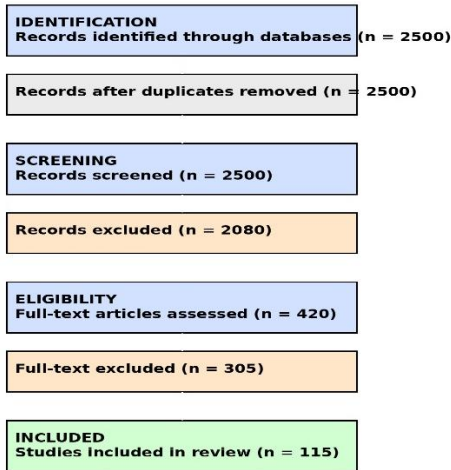 IDENTIFICATION
Records identified through databases (n = 2500)
Records after duplicates removed (n = 2500)
SCREENING
Records screened (n = 2500)
Records excluded (n = 2080)
ELIGIBILITY
Full-text articles assessed (n = 420)
Full-text excluded (n = 305)
INCLUDED
Studies included in review (n = 115)